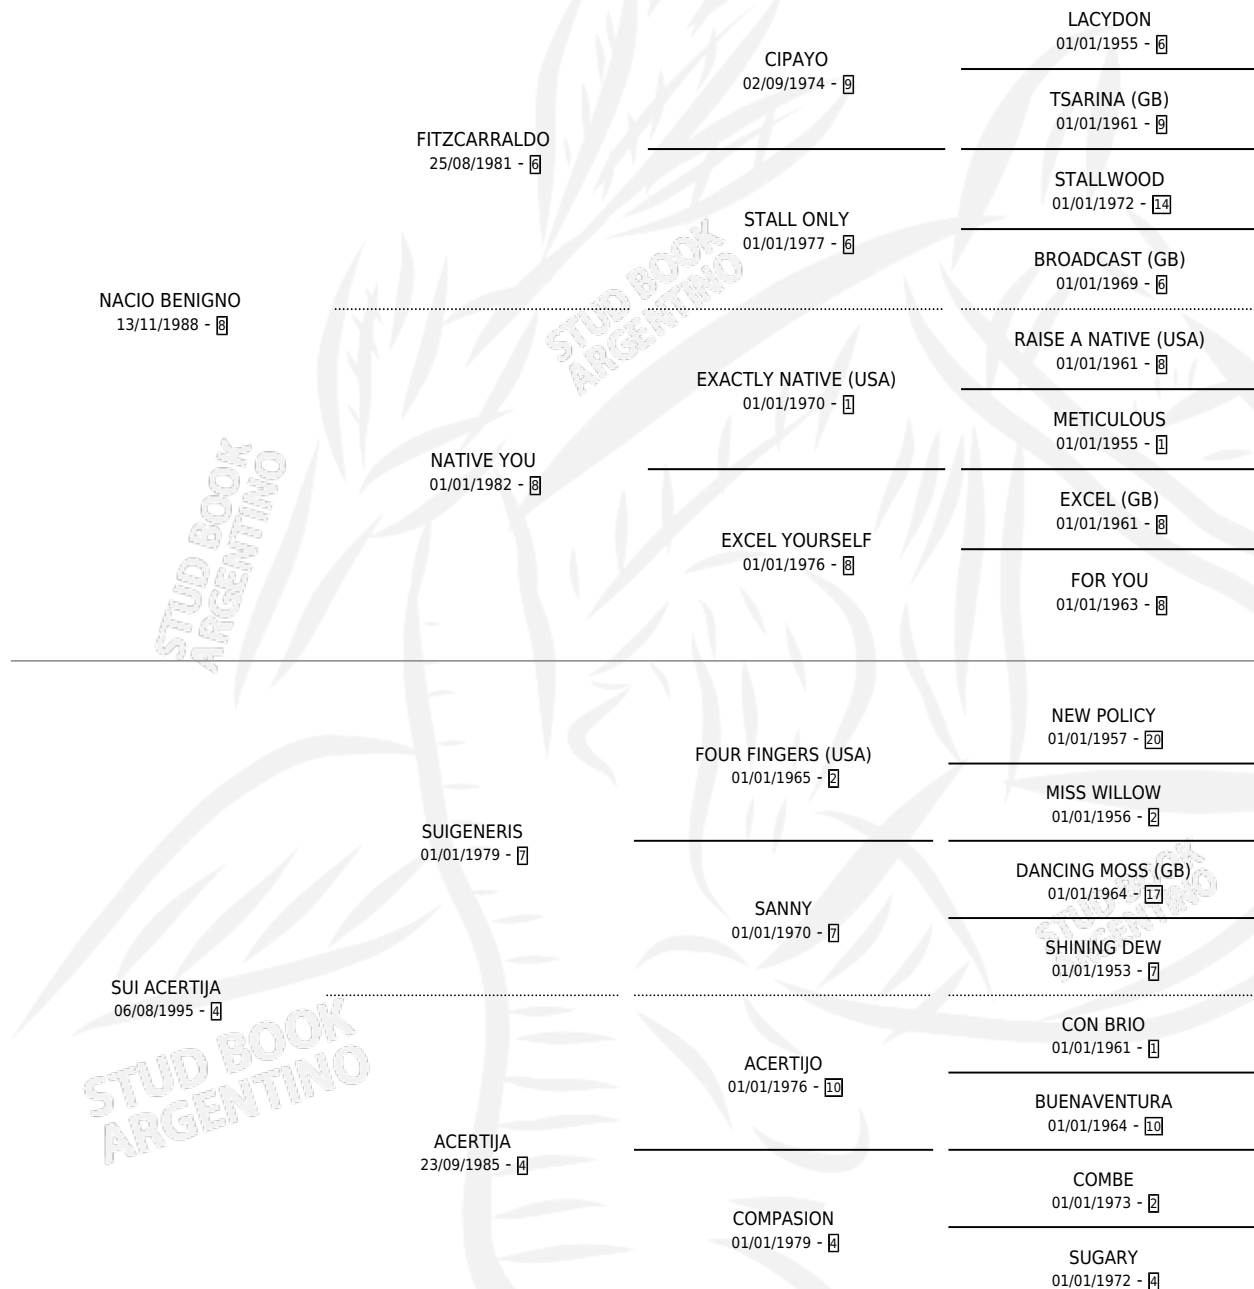 LACYDON
01/01/1955 - 6
CIPAYO
02/09/1974 - 9
TSARINA (GB)
01/01/1961 - 9
FITZCARRALDO
25/08/1981 - 6
STALLWOOD
01/01/1972 - 14
STALL ONLY
01/01/1977 - 6
BROADCAST (GB)
01/01/1969 - 6
NACIO BENIGNO
13/11/1988 - 8
STUD BOOK
ARGENTINO
RAISE A NATIVE (USA)
01/01/1961 - 8
EXACTLY NATIVE (USA)
01/01/1970 - 1
METICULOUS
01/01/1955 - 1
NATIVE YOU
01/01/1982 - 8
EXCEL (GB)
01/01/1961 - 8
EXCEL YOURSELF
01/01/1976 - 8
FOR YOU
01/01/1963 - 8
STUD BOOK
ARGENTINO
NEW POLICY
01/01/1957 - 20
FOUR FINGERS (USA)
01/01/1965 - 2
MISS WILLOW
01/01/1956 - 2
SUIGENERIS
01/01/1979 - 7
DANCING MOSS (GB)
01/01/1964 - 17
SANNY
01/01/1970 - 7
STUD BOOK
ARGENTINO
SHINING DEW
01/01/1953 - 7
SUI ACERTIJA
06/08/1995 - 4
STUD BOOK
ARGENTINO
CON BRIO
01/01/1961 - 1
ACERTIJO
01/01/1976 - 10
BUENAVENTURA
01/01/1964 - 10
ACERTIJA
23/09/1985 - 4
COMBE
01/01/1973 - 2
COMPASION
01/01/1979 - 4
SUGARY
01/01/1972 - 4